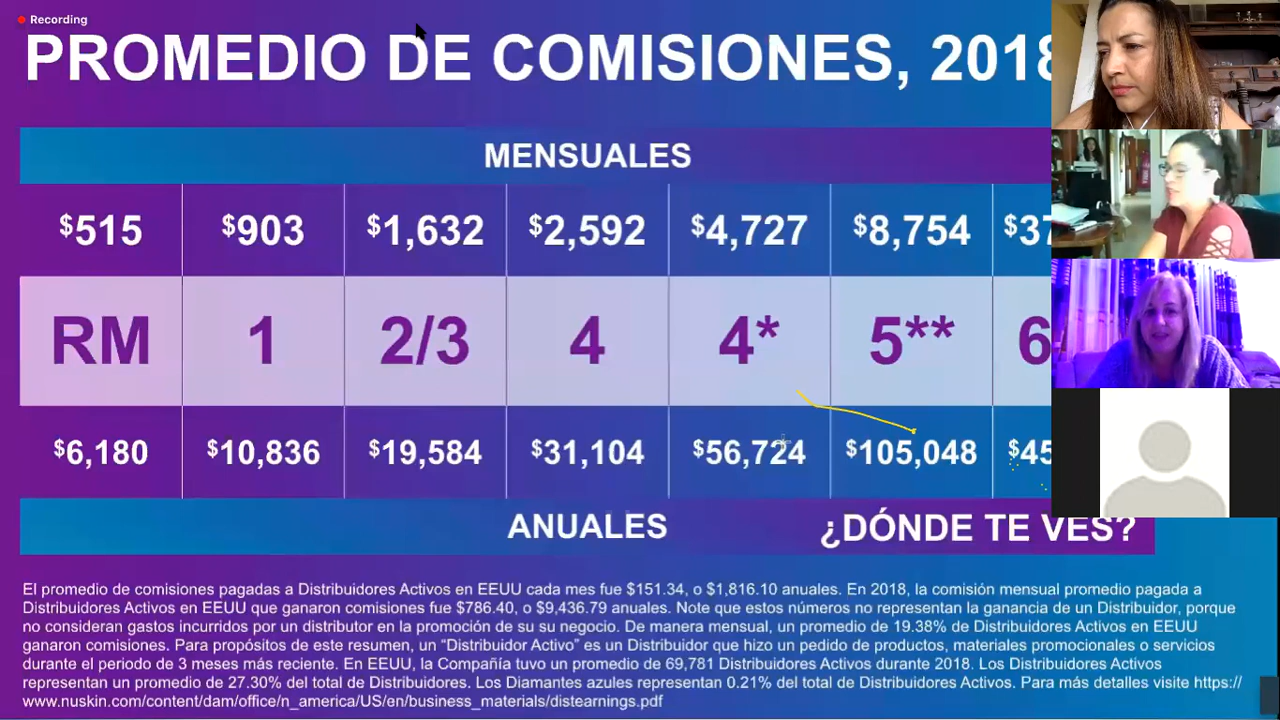 Recording
PROMEDIO DE COMISIONES, 2018
MENSUALES
$515 $903 $1,632 $2,592 $4,727 $8,754 $37
RM 1 2/3 4 4* 5** 6
$6,180 $10,836 $19,584 $31,104 $56,724 $105,048 $45
ANUALES ¿DÓNDE TE VES?
El promedio de comisiones pagadas a Distribuidores Activos en EEUU cada mes fue $151.34, o $1,816.10 anuales. En 2018, la comisión mensual promedio pagada a
Distribuidores Activos en EEUU que ganaron comisiones fue $786.40, o $9,436.79 anuales. Note que estos números no representan la ganancia de un Distribuidor, porque
no consideran gastos incurridos por un distributor en la promoción de su su negocio. De manera mensual, un promedio de 19.38% de Distribuidores Activos en EEUU
ganaron comisiones. Para propósitos de este resumen, un “Distribuidor Activo” es un Distribuidor que hizo un pedido de productos, materiales promocionales o servicios
durante el periodo de 3 meses más reciente. En EEUU, la Compañía tuvo un promedio de 69,781 Distribuidores Activos durante 2018. Los Distribuidores Activos
representan un promedio de 27.30% del total de Distribuidores. Los Diamantes azules representan 0.21% del total de Distribuidores Activos. Para más detalles visite https://
www.nuskin.com/content/dam/office/n_america/US/en/business_materials/distearnings.pdf